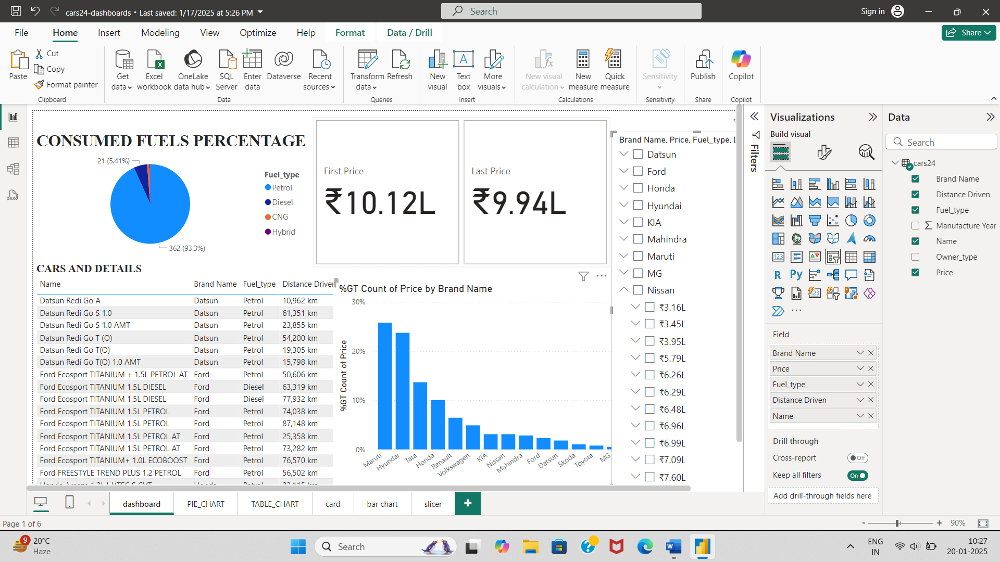 cars24-dashboards • Last saved: 1/17/2025 at 5:26 PM
Search
Sign in
File Home Insert Modeling View Optimize Help Format Data / Drill
Share
Paste
Cut
Copy
Format painter
Clipboard
Get data
Excel workbook
OneLake data hub
SQL Server
Enter data
Dataverse
Recent sources
Data
Transform data
Refresh
Queries
New visual
Text box
More visuals
Insert
New visual calculation
New measure
Quick measure
Calculations
Sensitivity
Sensitivity
Publish
Share
Copilot
Copilot
DAX
CONSUMED FUELS PERCENTAGE
21 (5.41%)
362 (93.3%)
Fuel_type
Petrol
Diesel
CNG
Hybrid
First Price
₹10.12L
Last Price
₹9.94L
CARS AND DETAILS
Name Brand Name Fuel_type Distance Driven
Datsun Redi Go A Datsun Petrol 10,962 km
Datsun Redi Go S 1.0 Datsun Petrol 61,351 km
Datsun Redi Go S 1.0 AMT Datsun Petrol 23,855 km
Datsun Redi Go T (O) Datsun Petrol 54,200 km
Datsun Redi Go T(O) Datsun Petrol 19,305 km
Datsun Redi Go T(O) 1.0 AMT Datsun Petrol 15,798 km
Ford Ecosport TITANIUM + 1.5L PETROL AT Ford Petrol 50,606 km
Ford Ecosport TITANIUM 1.5L DIESEL Ford Diesel 63,319 km
Ford Ecosport TITANIUM 1.5L DIESEL Ford Diesel 77,932 km
Ford Ecosport TITANIUM 1.5L PETROL Ford Petrol 74,038 km
Ford Ecosport TITANIUM 1.5L PETROL Ford Petrol 87,148 km
Ford Ecosport TITANIUM 1.5L PETROL AT Ford Petrol 25,358 km
Ford Ecosport TITANIUM 1.5L PETROL AT Ford Petrol 73,282 km
Ford Ecosport TITANIUM+ 1.0L ECOBOOST Ford Petrol 76,570 km
Ford FREESTYLE TREND PLUS 1.2 PETROL Ford Petrol 56,502 km
%GT Count of Price by Brand Name
%GT Count of Price
30%
20%
10%
0%
Maruti
Hyundai
Tata
Honda
Renault
Volkswagen
KIA
Nissan
Mahindra
Ford
Datsun
Skoda
Toyota
MG
Brand Name, Price, Fuel_type, D
Datsun
Ford
Honda
Hyundai
KIA
Mahindra
Maruti
MG
Nissan
₹3.16L
₹3.45L
₹3.95L
₹5.79L
₹6.26L
₹6.29L
₹6.48L
₹6.96L
₹6.99L
₹7.09L
₹7.60L
Filters
Visualizations
Build visual
123
R
Py
123
Field
Brand Name
Price
Fuel_type
Distance Driven
Name
Drill through
Cross-report Off
Keep all filters On
Add drill-through fields here
Data
Search
cars24
Brand Name
Distance Driven
Fuel_type
∑ Manufacture Year
Name
Owner_type
Price
dashboard PIE_CHART TABLE_CHART card bar chart slicer +
Page 1 of 6
- + 90%
9
20°C
Haze
Search
W
ENG
IN
10:27
20-01-2025